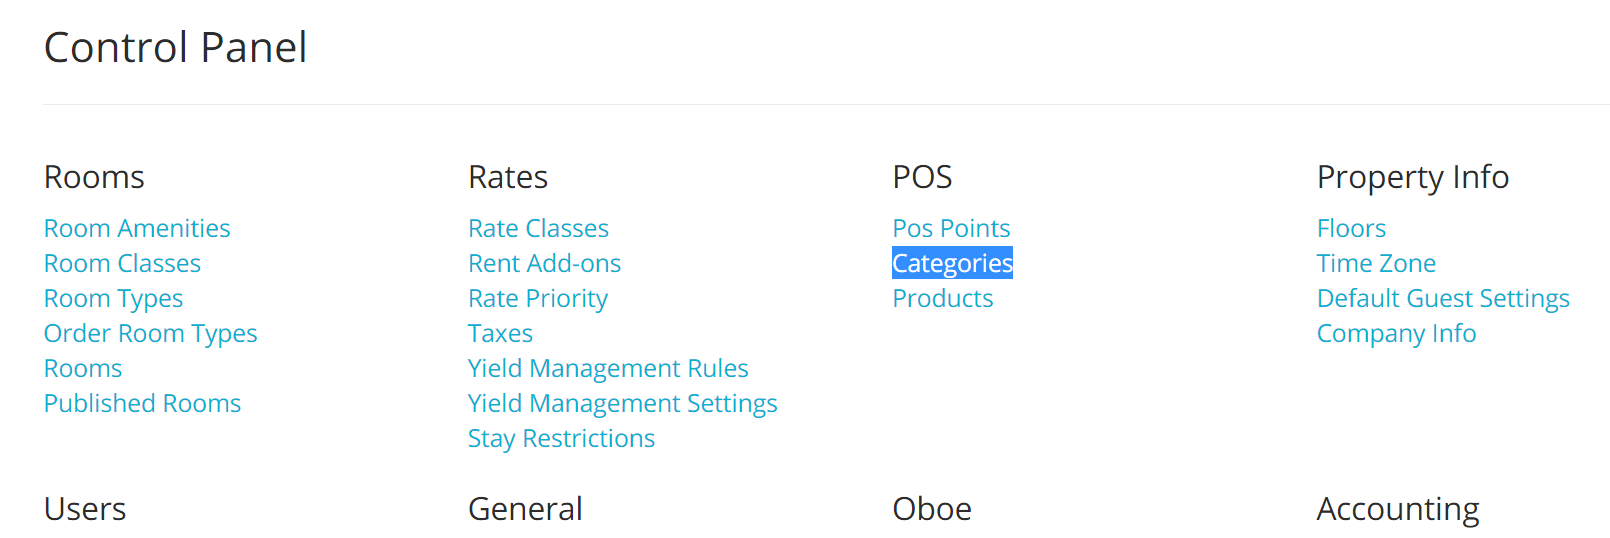 Control Panel
Rooms
Room Amenities
Room Classes
Room Types
Order Room Types
Rooms
Published Rooms
Rates
Rate Classes
Rent Add-ons
Rate Priority
Taxes
Yield Management Rules
Yield Management Settings
Stay Restrictions
POS
Pos Points
Categories
Products
Property Info
Floors
Time Zone
Default Guest Settings
Company Info
Users
General
Oboe
Accounting